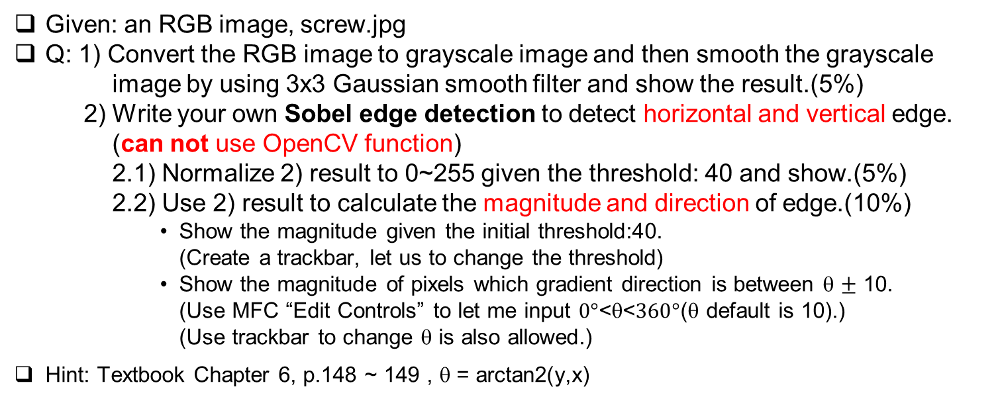 ❑ Given: an RGB image, screw.jpg
❑ Q: 1) Convert the RGB image to grayscale image and then smooth the grayscale
image by using 3x3 Gaussian smooth filter and show the result.(5%)
2) Write your own Sobel edge detection to detect horizontal and vertical edge.
(can not use OpenCV function)
2.1) Normalize 2) result to 0~255 given the threshold: 40 and show.(5%)
2.2) Use 2) result to calculate the magnitude and direction of edge.(10%)
• Show the magnitude given the initial threshold:40.
(Create a trackbar, let us to change the threshold)
• Show the magnitude of pixels which gradient direction is between θ ± 10.
(Use MFC “Edit Controls” to let me input 0°<θ<360°(θ default is 10).)
(Use trackbar to change θ is also allowed.)
❑ Hint: Textbook Chapter 6, p.148 ~ 149 , θ = arctan2(y,x)